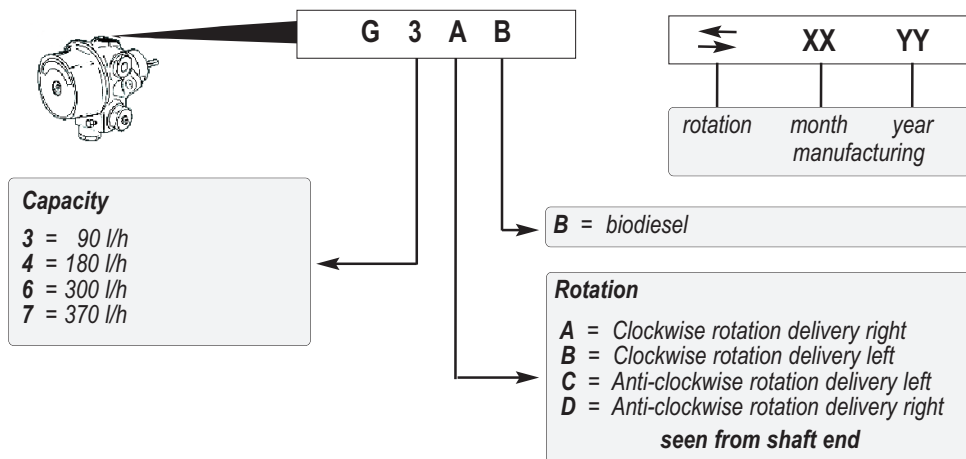 G 3 A B
XX YY
rotation month year
manufacturing
Capacity
3 = 90 l/h
4 = 180 l/h
6 = 300 l/h
7 = 370 l/h
B = biodiesel
Rotation
A = Clockwise rotation delivery right
B = Clockwise rotation delivery left
C = Anti-clockwise rotation delivery left
D = Anti-clockwise rotation delivery right
seen from shaft end